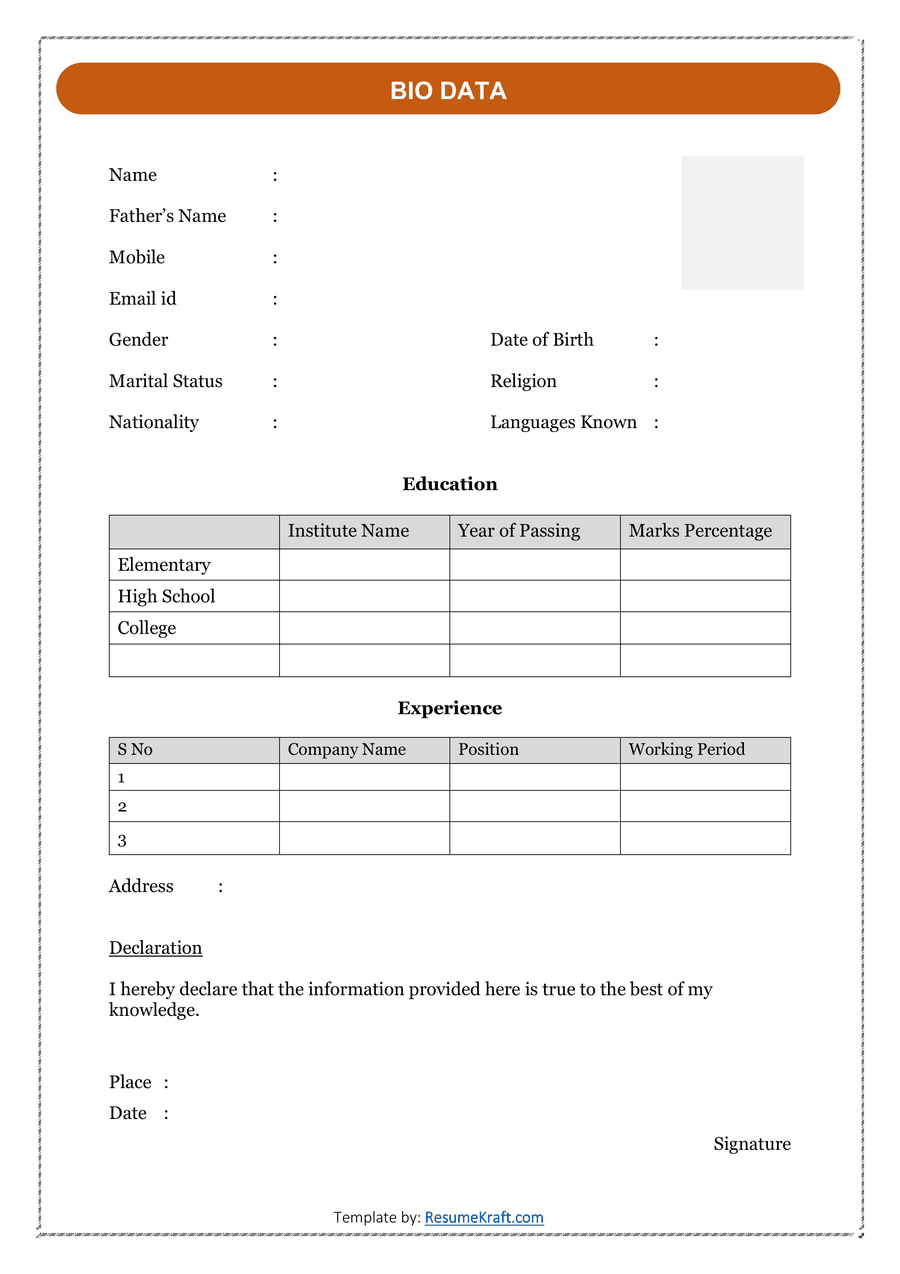 BIO DATA
Name :
Father’s Name :
Mobile :
Email id :
Gender : Date of Birth :
Marital Status : Religion :
Nationality : Languages Known :
Education
Institute Name Year of Passing Marks Percentage
Elementary
High School
College
Experience
S No Company Name Position Working Period
1
2
3
Address :
Declaration
I hereby declare that the information provided here is true to the best of my
knowledge.
Place :
Date :
Signature
Template by: ResumeKraft.com